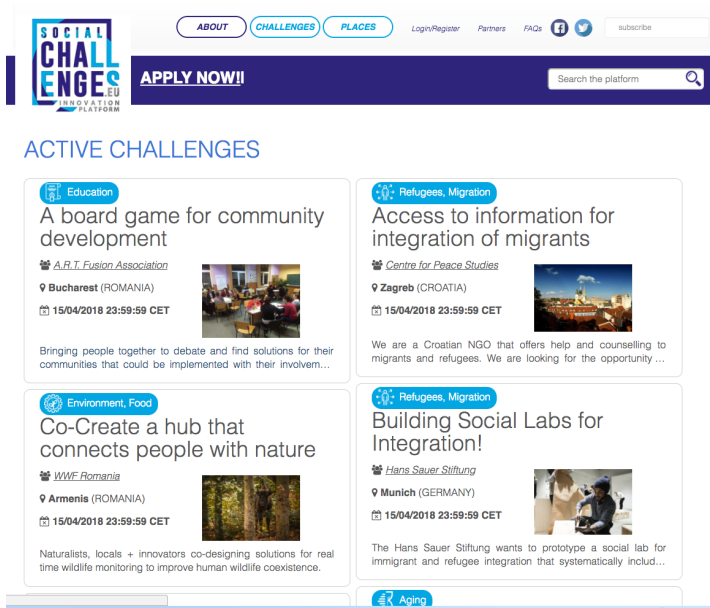 SOCIAL
CHALL
ENGES
.EU
INNOVATION
PLATFORM
ABOUT
CHALLENGES
PLACES
Login/Register
Partners
FAQs
subscribe
APPLY NOW!!
Search the platform
ACTIVE CHALLENGES
Education
A board game for community
development
A.R.T. Fusion Association
Bucharest (ROMANIA)
15/04/2018 23:59:59 CET
Bringing people together to debate and find solutions for their
communities that could be implemented with their involvem...
Refugees, Migration
Access to information for
integration of migrants
Centre for Peace Studies
Zagreb (CROATIA)
15/04/2018 23:59:59 CET
We are a Croatian NGO that offers help and counselling to
migrants and refugees. We are looking for the opportunity ...
Environment, Food
Co-Create a hub that
connects people with nature
WWF Romania
Armenis (ROMANIA)
15/04/2018 23:59:59 CET
Naturalists, locals + innovators co-designing solutions for real
time wildlife monitoring to improve human wildlife coexistence.
Refugees, Migration
Building Social Labs for
Integration!
Hans Sauer Stiftung
Munich (GERMANY)
15/04/2018 23:59:59 CET
The Hans Sauer Stiftung wants to prototype a social lab for
immigrant and refugee integration that systematically includ...
Aging